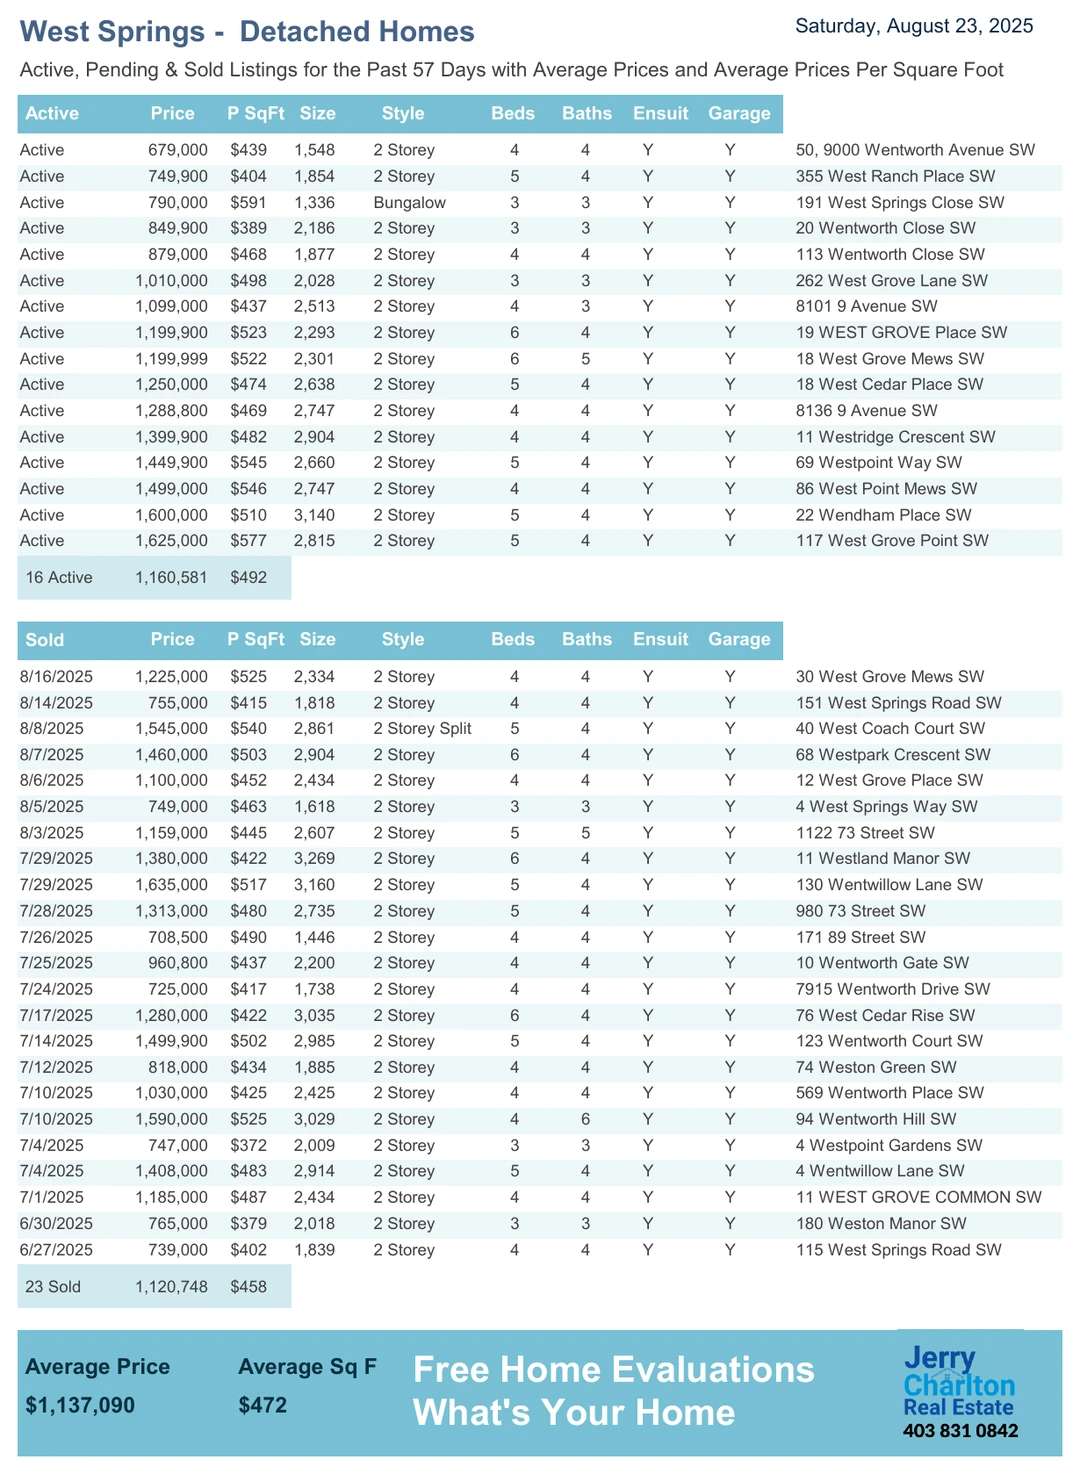 West Springs -  Detached Homes
Saturday, August 23, 2025
Active, Pending & Sold Listings for the Past 57 Days with Average Prices and Average Prices Per Square Foot
Active Price P SqFt Size Style Beds Baths Ensuit Garage
Active 679,000 $439 1,548 2 Storey 4 4 Y Y 50, 9000 Wentworth Avenue SW
Active 749,900 $404 1,854 2 Storey 5 4 Y Y 355 West Ranch Place SW
Active 790,000 $591 1,336 Bungalow 3 3 Y Y 191 West Springs Close SW
Active 849,900 $389 2,186 2 Storey 3 3 Y Y 20 Wentworth Close SW
Active 879,000 $468 1,877 2 Storey 4 4 Y Y 113 Wentworth Close SW
Active 1,010,000 $498 2,028 2 Storey 3 3 Y Y 262 West Grove Lane SW
Active 1,099,000 $437 2,513 2 Storey 4 3 Y Y 8101 9 Avenue SW
Active 1,199,900 $523 2,293 2 Storey 6 4 Y Y 19 WEST GROVE Place SW
Active 1,199,999 $522 2,301 2 Storey 6 5 Y Y 18 West Grove Mews SW
Active 1,250,000 $474 2,638 2 Storey 5 4 Y Y 18 West Cedar Place SW
Active 1,288,800 $469 2,747 2 Storey 4 4 Y Y 8136 9 Avenue SW
Active 1,399,900 $482 2,904 2 Storey 4 4 Y Y 11 Westridge Crescent SW
Active 1,449,900 $545 2,660 2 Storey 5 4 Y Y 69 Westpoint Way SW
Active 1,499,000 $546 2,747 2 Storey 4 4 Y Y 86 West Point Mews SW
Active 1,600,000 $510 3,140 2 Storey 5 4 Y Y 22 Wendham Place SW
Active 1,625,000 $577 2,815 2 Storey 5 4 Y Y 117 West Grove Point SW
16 Active 1,160,581 $492
Sold Price P SqFt Size Style Beds Baths Ensuit Garage
8/16/2025 1,225,000 $525 2,334 2 Storey 4 4 Y Y 30 West Grove Mews SW
8/14/2025 755,000 $415 1,818 2 Storey 4 4 Y Y 151 West Springs Road SW
8/8/2025 1,545,000 $540 2,861 2 Storey Split 5 4 Y Y 40 West Coach Court SW
8/7/2025 1,460,000 $503 2,904 2 Storey 6 4 Y Y 68 Westpark Crescent SW
8/6/2025 1,100,000 $452 2,434 2 Storey 4 4 Y Y 12 West Grove Place SW
8/5/2025 749,000 $463 1,618 2 Storey 3 3 Y Y 4 West Springs Way SW
8/3/2025 1,159,000 $445 2,607 2 Storey 5 5 Y Y 1122 73 Street SW
7/29/2025 1,380,000 $422 3,269 2 Storey 6 4 Y Y 11 Westland Manor SW
7/29/2025 1,635,000 $517 3,160 2 Storey 5 4 Y Y 130 Wentwillow Lane SW
7/28/2025 1,313,000 $480 2,735 2 Storey 5 4 Y Y 980 73 Street SW
7/26/2025 708,500 $490 1,446 2 Storey 4 4 Y Y 171 89 Street SW
7/25/2025 960,800 $437 2,200 2 Storey 4 4 Y Y 10 Wentworth Gate SW
7/24/2025 725,000 $417 1,738 2 Storey 4 4 Y Y 7915 Wentworth Drive SW
7/17/2025 1,280,000 $422 3,035 2 Storey 6 4 Y Y 76 West Cedar Rise SW
7/14/2025 1,499,900 $502 2,985 2 Storey 5 4 Y Y 123 Wentworth Court SW
7/12/2025 818,000 $434 1,885 2 Storey 4 4 Y Y 74 Weston Green SW
7/10/2025 1,030,000 $425 2,425 2 Storey 4 4 Y Y 569 Wentworth Place SW
7/10/2025 1,590,000 $525 3,029 2 Storey 4 6 Y Y 94 Wentworth Hill SW
7/4/2025 747,000 $372 2,009 2 Storey 3 3 Y Y 4 Westpoint Gardens SW
7/4/2025 1,408,000 $483 2,914 2 Storey 5 4 Y Y 4 Wentwillow Lane SW
7/1/2025 1,185,000 $487 2,434 2 Storey 4 4 Y Y 11 WEST GROVE COMMON SW
6/30/2025 765,000 $379 2,018 2 Storey 3 3 Y Y 180 Weston Manor SW
6/27/2025 739,000 $402 1,839 2 Storey 4 4 Y Y 115 West Springs Road SW
23 Sold 1,120,748 $458
Average Price Average Sq F
$1,137,090 $472
Free Home Evaluations
What's Your Home
Jerry
Charlton
Real Estate
403 831 0842